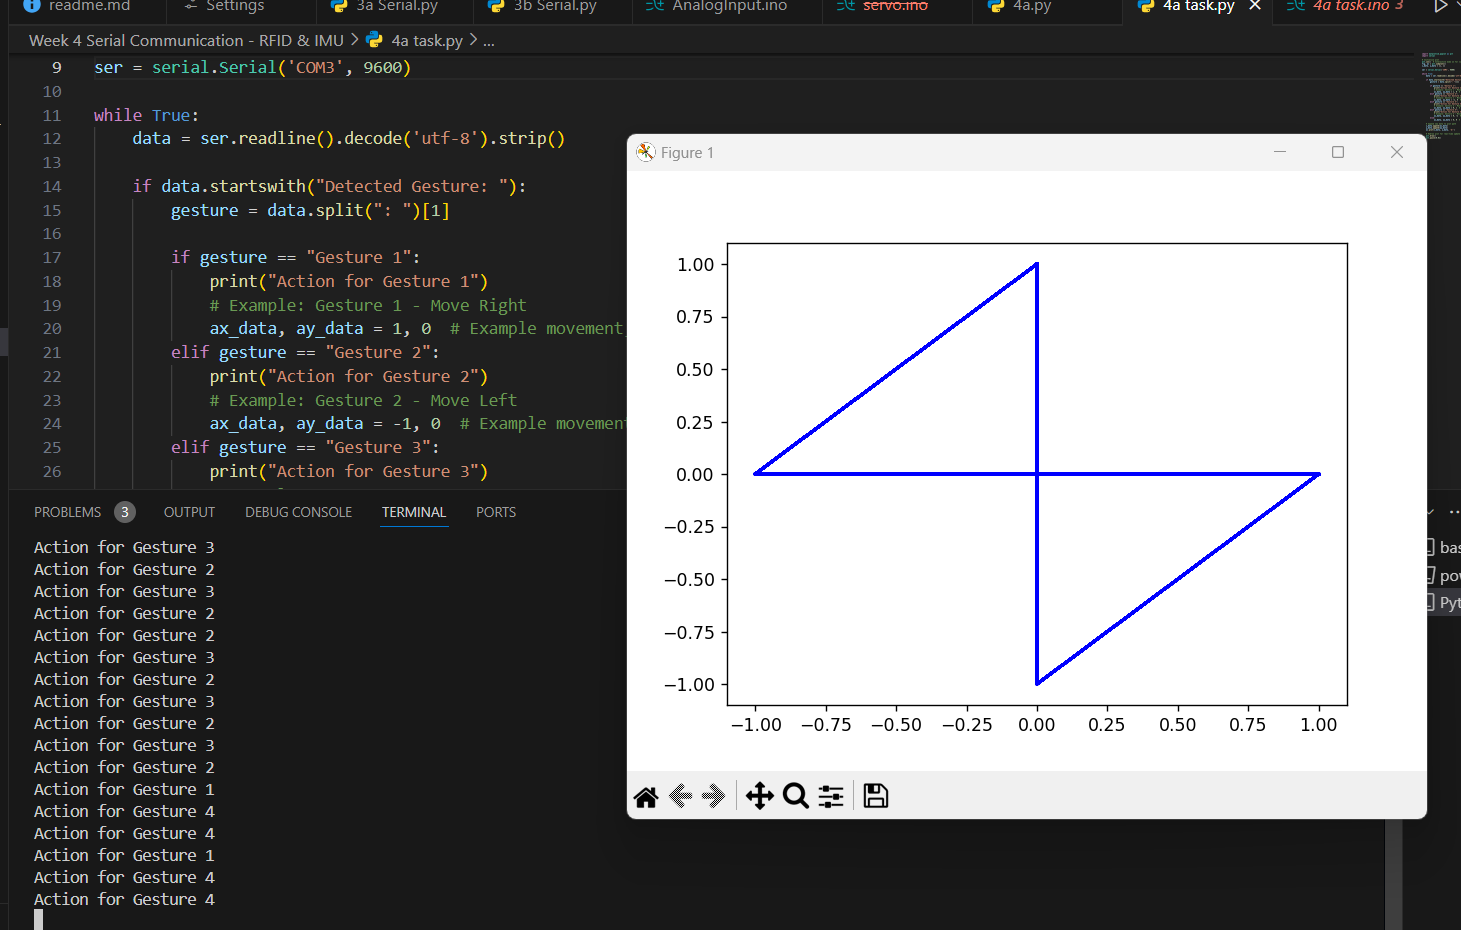 readme.md Settings 3a Serial.py 3b Serial.py AnalogInput.ino servo.ino 4a.py 4a task.py 4a task.ino 3
Week 4 Serial Communication - RFID & IMU > 4a task.py > ...
9 ser = serial.Serial('COM3', 9600)
10
11 while True:
12 data = ser.readline().decode('utf-8').strip()
13
14 if data.startswith("Detected Gesture: "):
15 gesture = data.split(": ")[1]
16
17 if gesture == "Gesture 1":
18 print("Action for Gesture 1")
19 # Example: Gesture 1 - Move Right
20 ax_data, ay_data = 1, 0 # Example movement
21 elif gesture == "Gesture 2":
22 print("Action for Gesture 2")
23 # Example: Gesture 2 - Move Left
24 ax_data, ay_data = -1, 0 # Example movement
25 elif gesture == "Gesture 3":
26 print("Action for Gesture 3")
PROBLEMS 3 OUTPUT DEBUG CONSOLE TERMINAL PORTS
Action for Gesture 3
Action for Gesture 2
Action for Gesture 3
Action for Gesture 2
Action for Gesture 2
Action for Gesture 3
Action for Gesture 2
Action for Gesture 3
Action for Gesture 2
Action for Gesture 3
Action for Gesture 2
Action for Gesture 1
Action for Gesture 4
Action for Gesture 4
Action for Gesture 1
Action for Gesture 4
Action for Gesture 4
Figure 1
1.00
0.75
0.50
0.25
0.00
−0.25
−0.50
−0.75
−1.00
−1.00 −0.75 −0.50 −0.25 0.00 0.25 0.50 0.75 1.00
bas
pow
Pyt